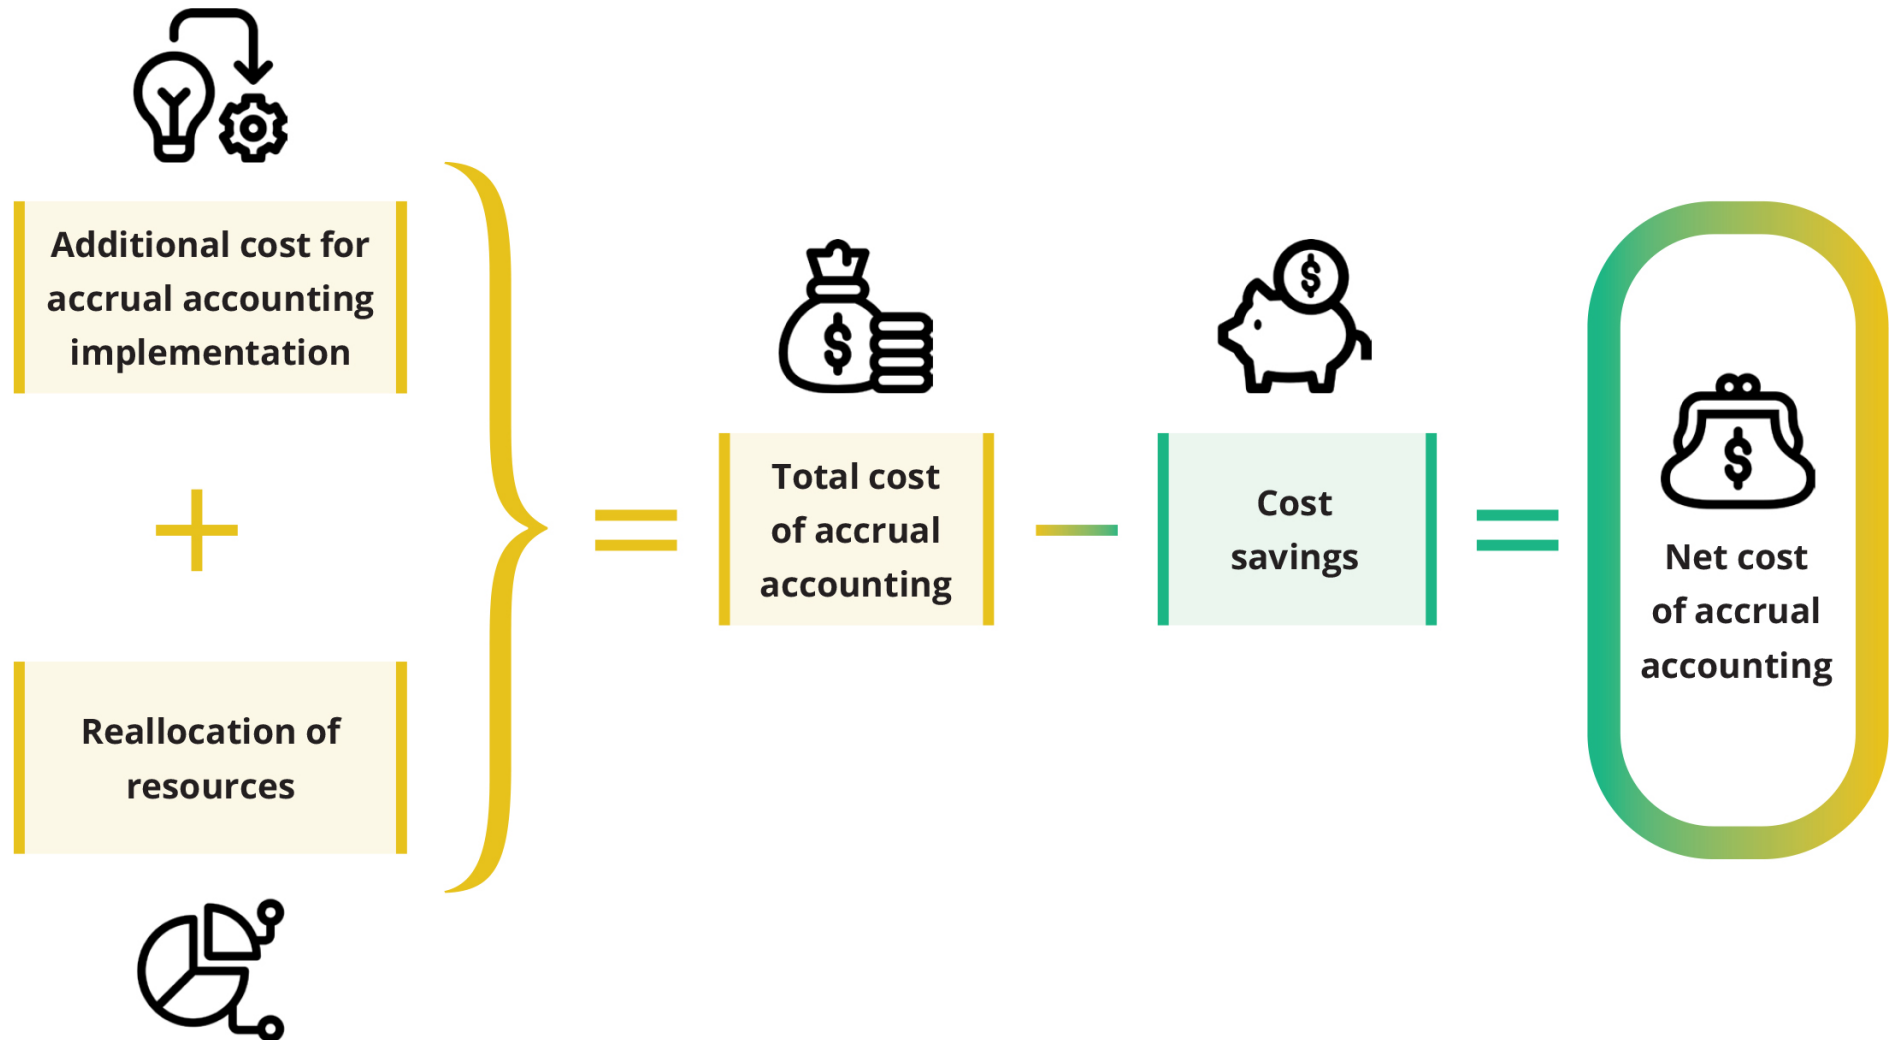 Additional cost for
accrual accounting
implementation
+
Reallocation of
resources
=
$
Total cost
of accrual
accounting
–
$
Cost
savings
=
$
Net cost
of accrual
accounting